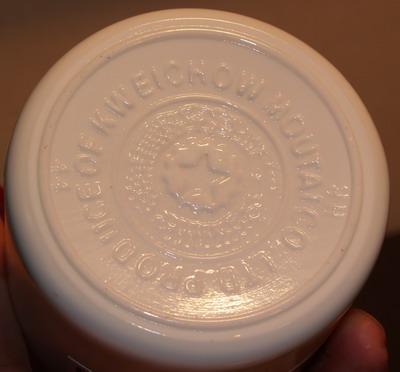 PRODUCE OF KWEICHOW MOUTAI CO. LTD